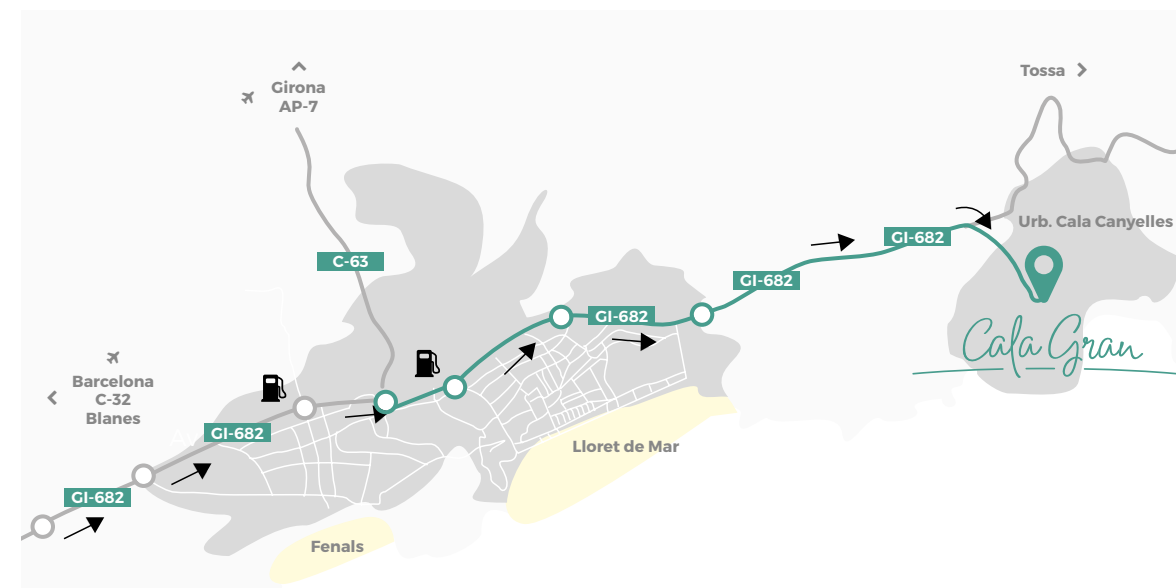 Tossa
Girona
AP-7
Urb. Cala Canyelles
GI-682
C-63
GI-682
GI-682
Cala Gran
Barcelona
C-32
Blanes
GI-682
Lloret de Mar
GI-682
Fenals